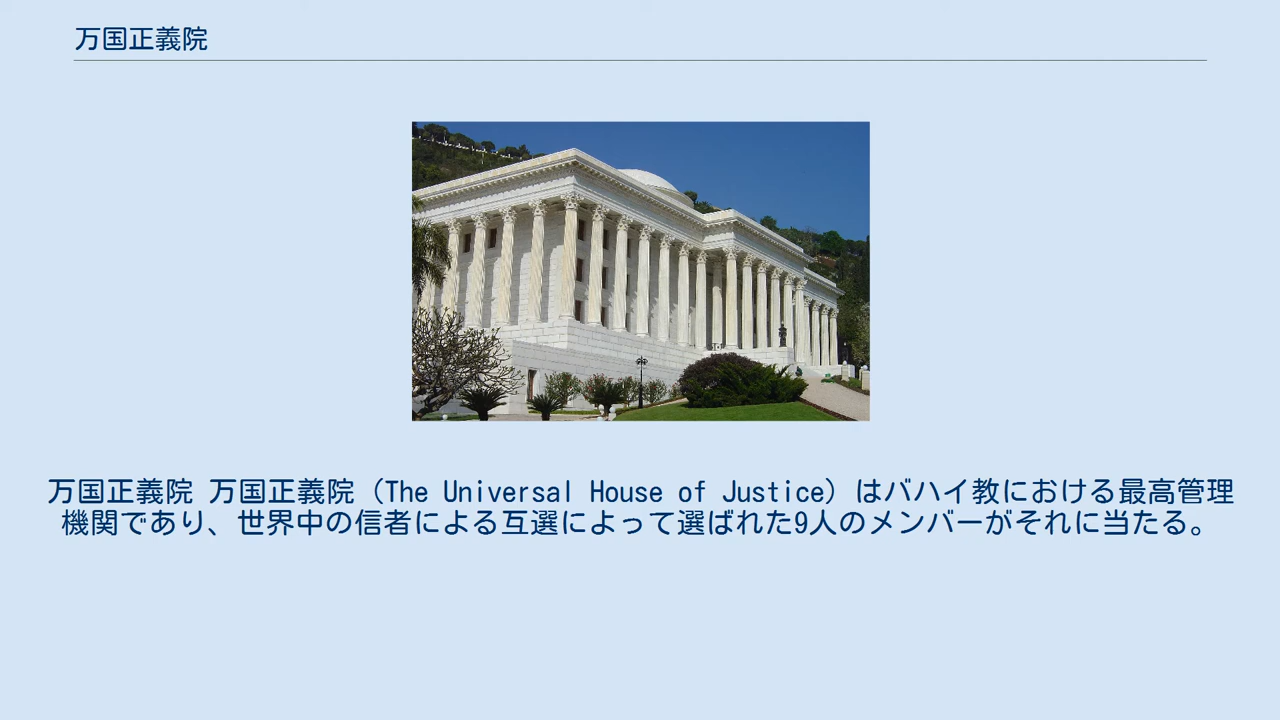 万国正義院
万国正義院 万国正義院（The Universal House of Justice）はバハイ教における最高管理
機関であり、世界中の信者による互選によって選ばれた9人のメンバーがそれに当たる。